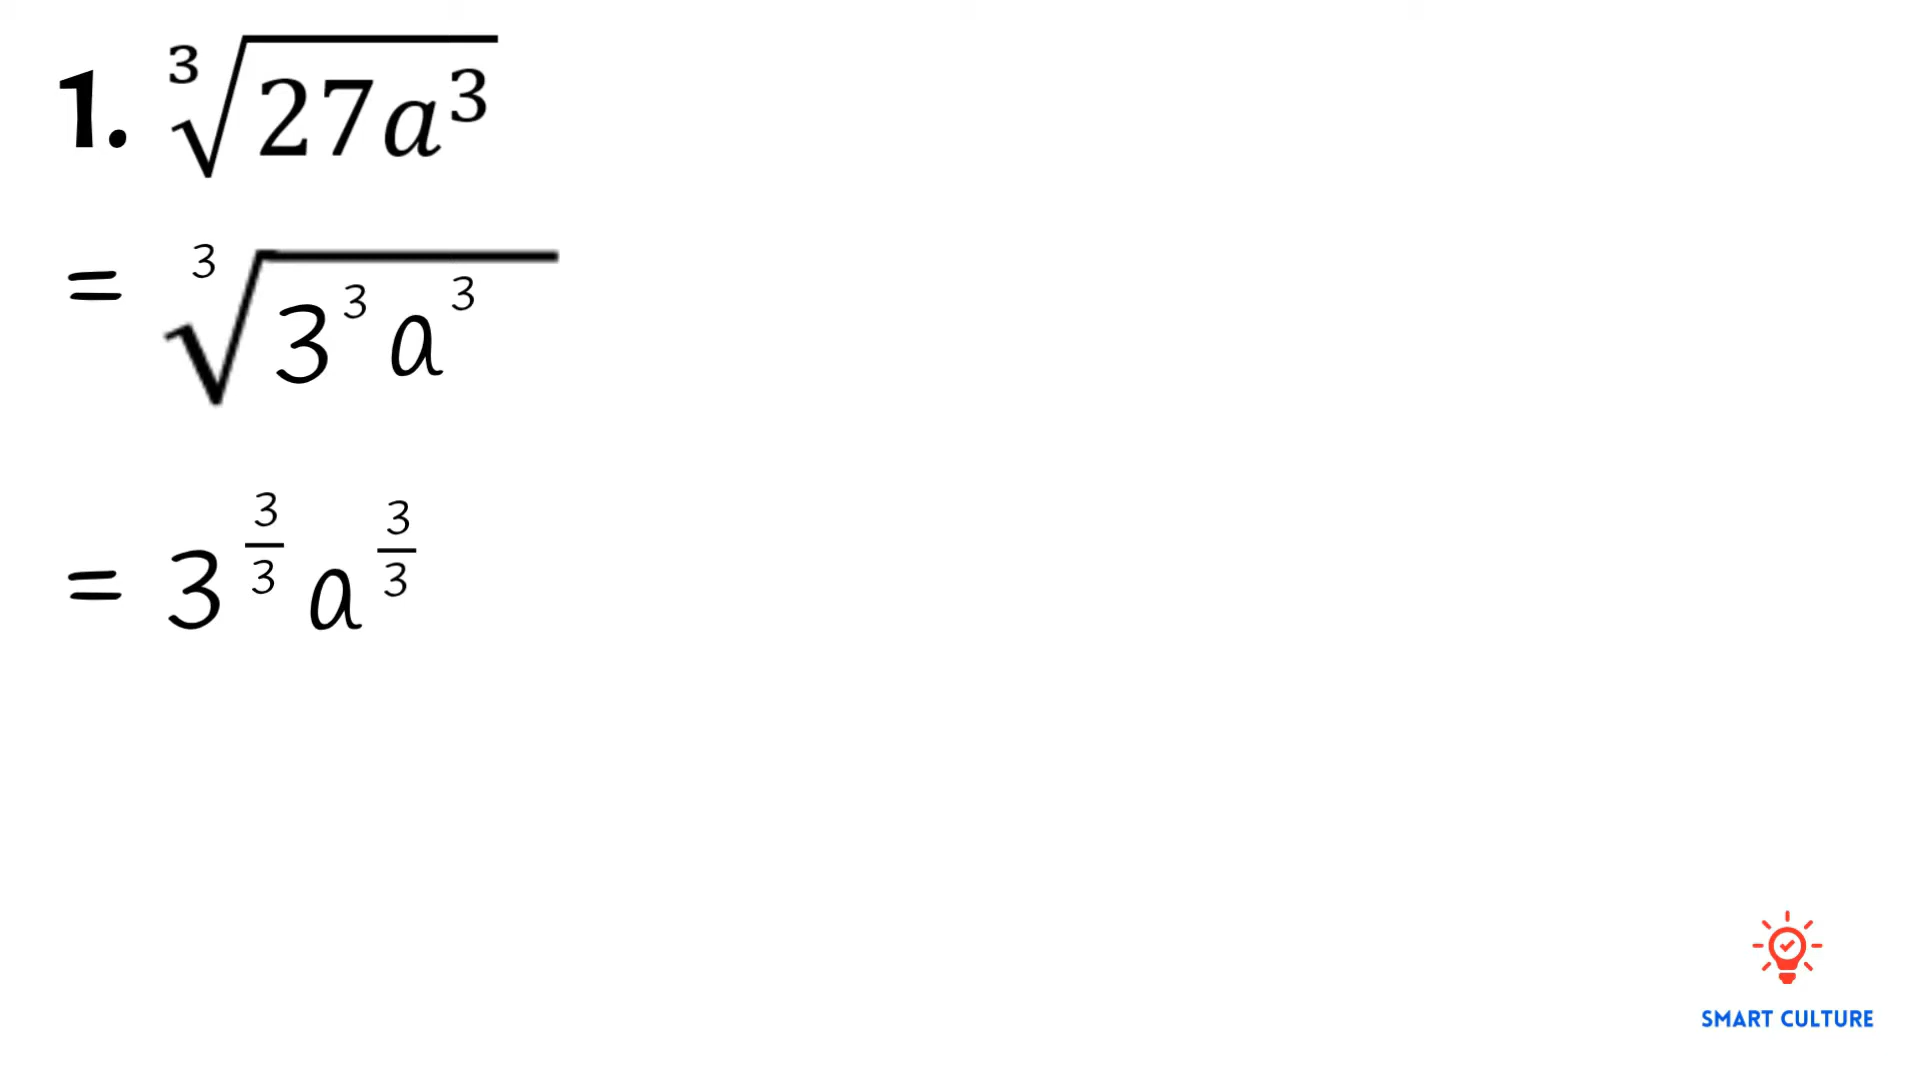 1. ∛27a³
= ∛3³a³
= 3^(3/3) a^(3/3)
SMART CULTURE